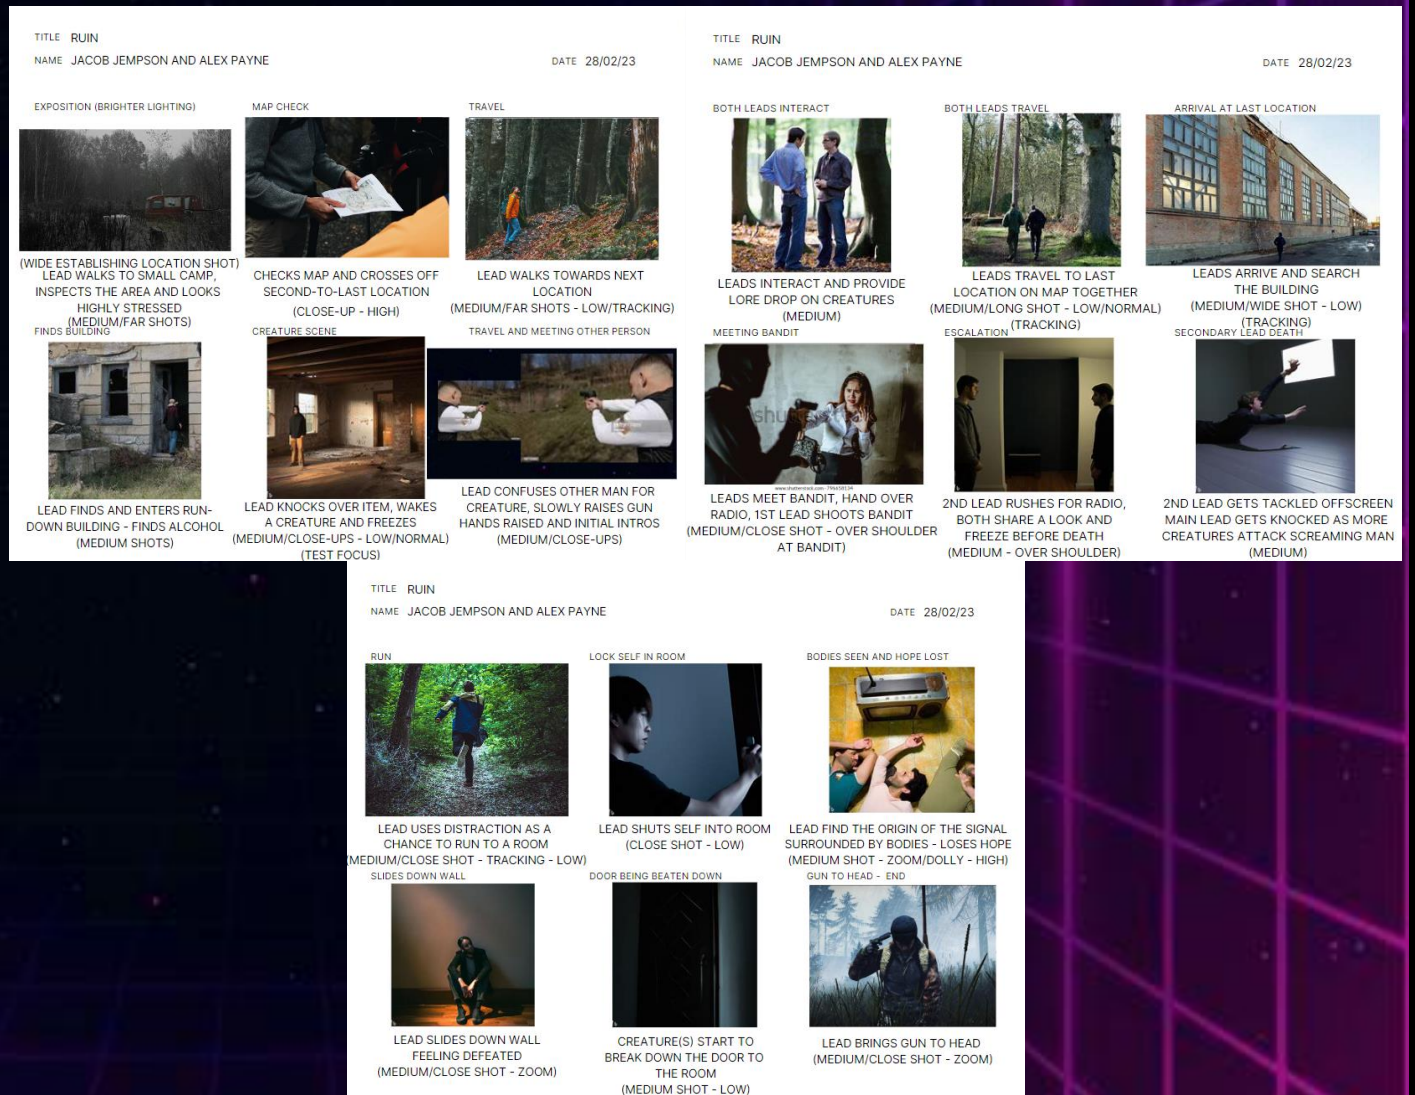 TITLE RUIN
NAME JACOB JEMPSON AND ALEX PAYNE DATE 28/02/23
EXPOSITION (BRIGHTER LIGHTING)
(WIDE ESTABLISHING LOCATION SHOT)
LEAD WALKS TO SMALL CAMP,
INSPECTS THE AREA AND LOOKS
HIGHLY STRESSED
(MEDIUM/FAR SHOTS)
MAP CHECK
CHECKS MAP AND CROSSES OFF
SECOND-TO-LAST LOCATION
(CLOSE-UP - HIGH)
TRAVEL
LEAD WALKS TOWARDS NEXT
LOCATION
(MEDIUM/FAR SHOTS - LOW/TRACKING)
FINDS BUILDING
LEAD FINDS AND ENTERS RUN-
DOWN BUILDING - FINDS ALCOHOL
(MEDIUM SHOTS)
CREATURE SCENE
LEAD KNOCKS OVER ITEM, WAKES
A CREATURE AND FREEZES
(MEDIUM/CLOSE-UPS - LOW/NORMAL)
(TEST FOCUS)
TRAVEL AND MEETING OTHER PERSON
LEAD CONFUSES OTHER MAN FOR
CREATURE, SLOWLY RAISES GUN
HANDS RAISED AND INITIAL INTROS
(MEDIUM/CLOSE-UPS)
TITLE RUIN
NAME JACOB JEMPSON AND ALEX PAYNE DATE 28/02/23
BOTH LEADS INTERACT
LEADS INTERACT AND PROVIDE
LORE DROP ON CREATURES
(MEDIUM)
BOTH LEADS TRAVEL
LEADS TRAVEL TO LAST
LOCATION ON MAP TOGETHER
(MEDIUM/LONG SHOT - LOW/NORMAL)
(TRACKING)
ARRIVAL AT LAST LOCATION
LEADS ARRIVE AND SEARCH
THE BUILDING
(MEDIUM/WIDE SHOT - LOW)
(TRACKING)
MEETING BANDIT
shu
www.shutterstock.com · 796658134
LEADS MEET BANDIT, HAND OVER
RADIO, 1ST LEAD SHOOTS BANDIT
(MEDIUM/CLOSE SHOT - OVER SHOULDER
AT BANDIT)
ESCALATION
2ND LEAD RUSHES FOR RADIO,
BOTH SHARE A LOOK AND
FREEZE BEFORE DEATH
(MEDIUM - OVER SHOULDER)
SECONDARY LEAD DEATH
2ND LEAD GETS TACKLED OFFSCREEN
MAIN LEAD GETS KNOCKED AS MORE
CREATURES ATTACK SCREAMING MAN
(MEDIUM)
TITLE RUIN
NAME JACOB JEMPSON AND ALEX PAYNE DATE 28/02/23
RUN
LEAD USES DISTRACTION AS A
CHANCE TO RUN TO A ROOM
(MEDIUM/CLOSE SHOT - TRACKING - LOW)
LOCK SELF IN ROOM
LEAD SHUTS SELF INTO ROOM
(CLOSE SHOT - LOW)
BODIES SEEN AND HOPE LOST
LEAD FIND THE ORIGIN OF THE SIGNAL
SURROUNDED BY BODIES - LOSES HOPE
(MEDIUM SHOT - ZOOM/DOLLY - HIGH)
SLIDES DOWN WALL
LEAD SLIDES DOWN WALL
FEELING DEFEATED
(MEDIUM/CLOSE SHOT - ZOOM)
DOOR BEING BEATEN DOWN
CREATURE(S) START TO
BREAK DOWN THE DOOR TO
THE ROOM
(MEDIUM SHOT - LOW)
GUN TO HEAD - END
LEAD BRINGS GUN TO HEAD
(MEDIUM/CLOSE SHOT - ZOOM)